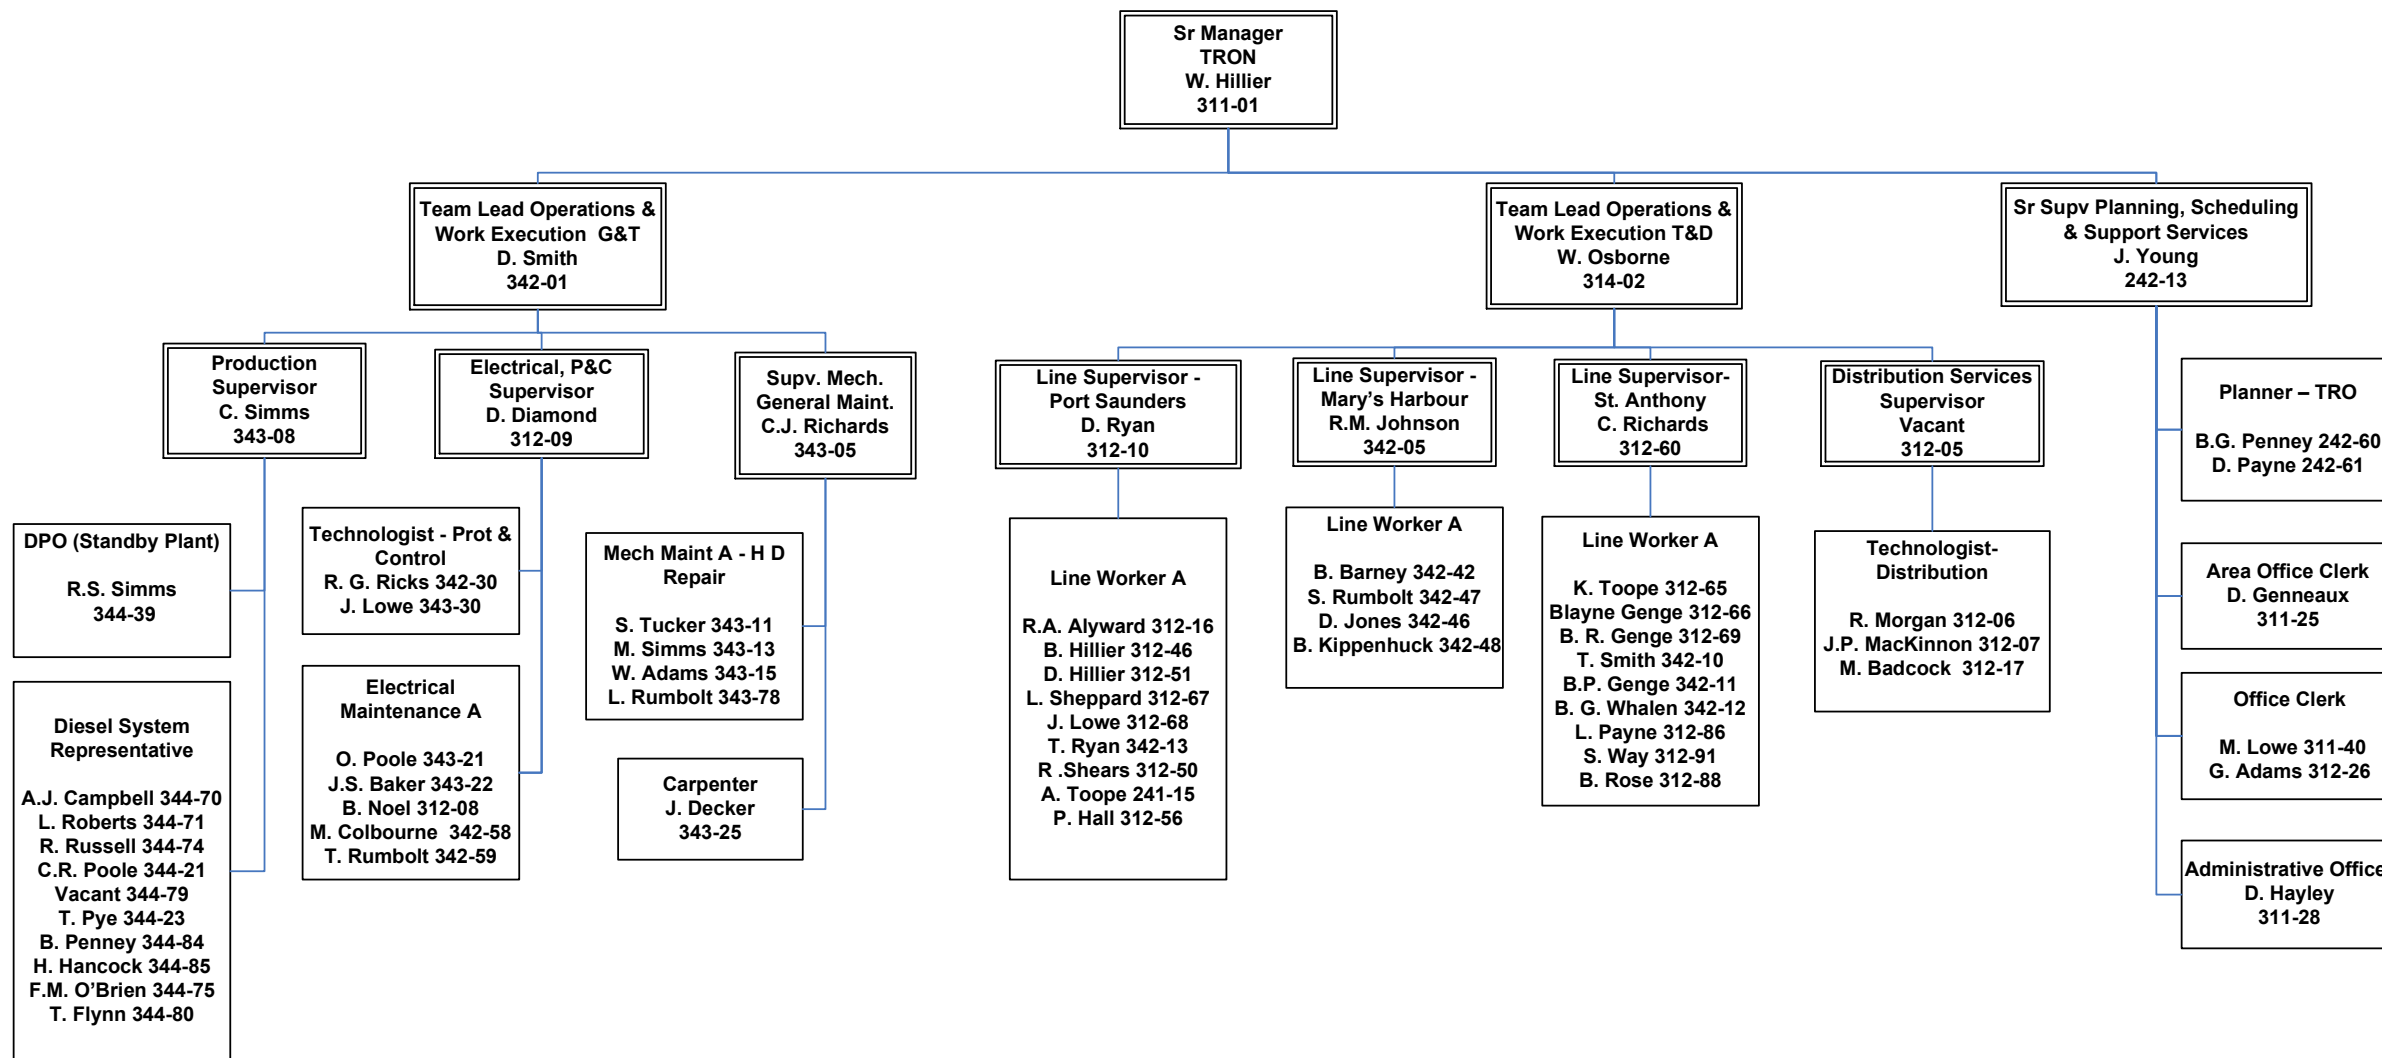 Sr Manager
TRON
W. Hillier
311-01
Team Lead Operations &
Work Execution G&T
D. Smith
342-01
Team Lead Operations &
Work Execution T&D
W. Osborne
314-02
Sr Supv Planning, Scheduling
& Support Services
J. Young
242-13
Production
Supervisor
C. Simms
343-08
Electrical, P&C
Supervisor
D. Diamond
312-09
Supv. Mech.
General Maint.
C.J. Richards
343-05
Line Supervisor -
Port Saunders
D. Ryan
312-10
Line Supervisor -
Mary's Harbour
R.M. Johnson
342-05
Line Supervisor-
St. Anthony
C. Richards
312-60
Distribution Services
Supervisor
Vacant
312-05
Planner – TRO
B.G. Penney 242-60
D. Payne 242-61
DPO (Standby Plant)
R.S. Simms
344-39
Technologist - Prot &
Control
R. G. Ricks 342-30
J. Lowe 343-30
Mech Maint A - H D
Repair
S. Tucker 343-11
M. Simms 343-13
W. Adams 343-15
L. Rumbolt 343-78
Line Worker A
R.A. Alyward 312-16
B. Hillier 312-46
D. Hillier 312-51
L. Sheppard 312-67
J. Lowe 312-68
T. Ryan 342-13
R .Shears 312-50
A. Toope 241-15
P. Hall 312-56
Line Worker A
B. Barney 342-42
S. Rumbolt 342-47
D. Jones 342-46
B. Kippenhuck 342-48
Line Worker A
K. Toope 312-65
Blayne Genge 312-66
B. R. Genge 312-69
T. Smith 342-10
B.P. Genge 342-11
B. G. Whalen 342-12
L. Payne 312-86
S. Way 312-91
B. Rose 312-88
Technologist-
Distribution
R. Morgan 312-06
J.P. MacKinnon 312-07
M. Badcock 312-17
Area Office Clerk
D. Genneaux
311-25
Diesel System
Representative
A.J. Campbell 344-70
L. Roberts 344-71
R. Russell 344-74
C.R. Poole 344-21
Vacant 344-79
T. Pye 344-23
B. Penney 344-84
H. Hancock 344-85
F.M. O'Brien 344-75
T. Flynn 344-80
Electrical
Maintenance A
O. Poole 343-21
J.S. Baker 343-22
B. Noel 312-08
M. Colbourne 342-58
T. Rumbolt 342-59
Carpenter
J. Decker
343-25
Office Clerk
M. Lowe 311-40
G. Adams 312-26
Administrative Office
D. Hayley
311-28